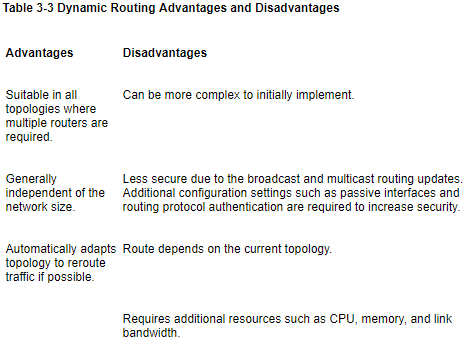 Table 3-3 Dynamic Routing Advantages and Disadvantages
Advantages
Disadvantages
Suitable in all
topologies where
multiple routers are
required.
Can be more complex to initially implement.
Generally
independent of the
network size.
Less secure due to the broadcast and multicast routing updates.
Additional configuration settings such as passive interfaces and
routing protocol authentication are required to increase security.
Automatically adapts
topology to reroute
traffic if possible.
Route depends on the current topology.
Requires additional resources such as CPU, memory, and link
bandwidth.